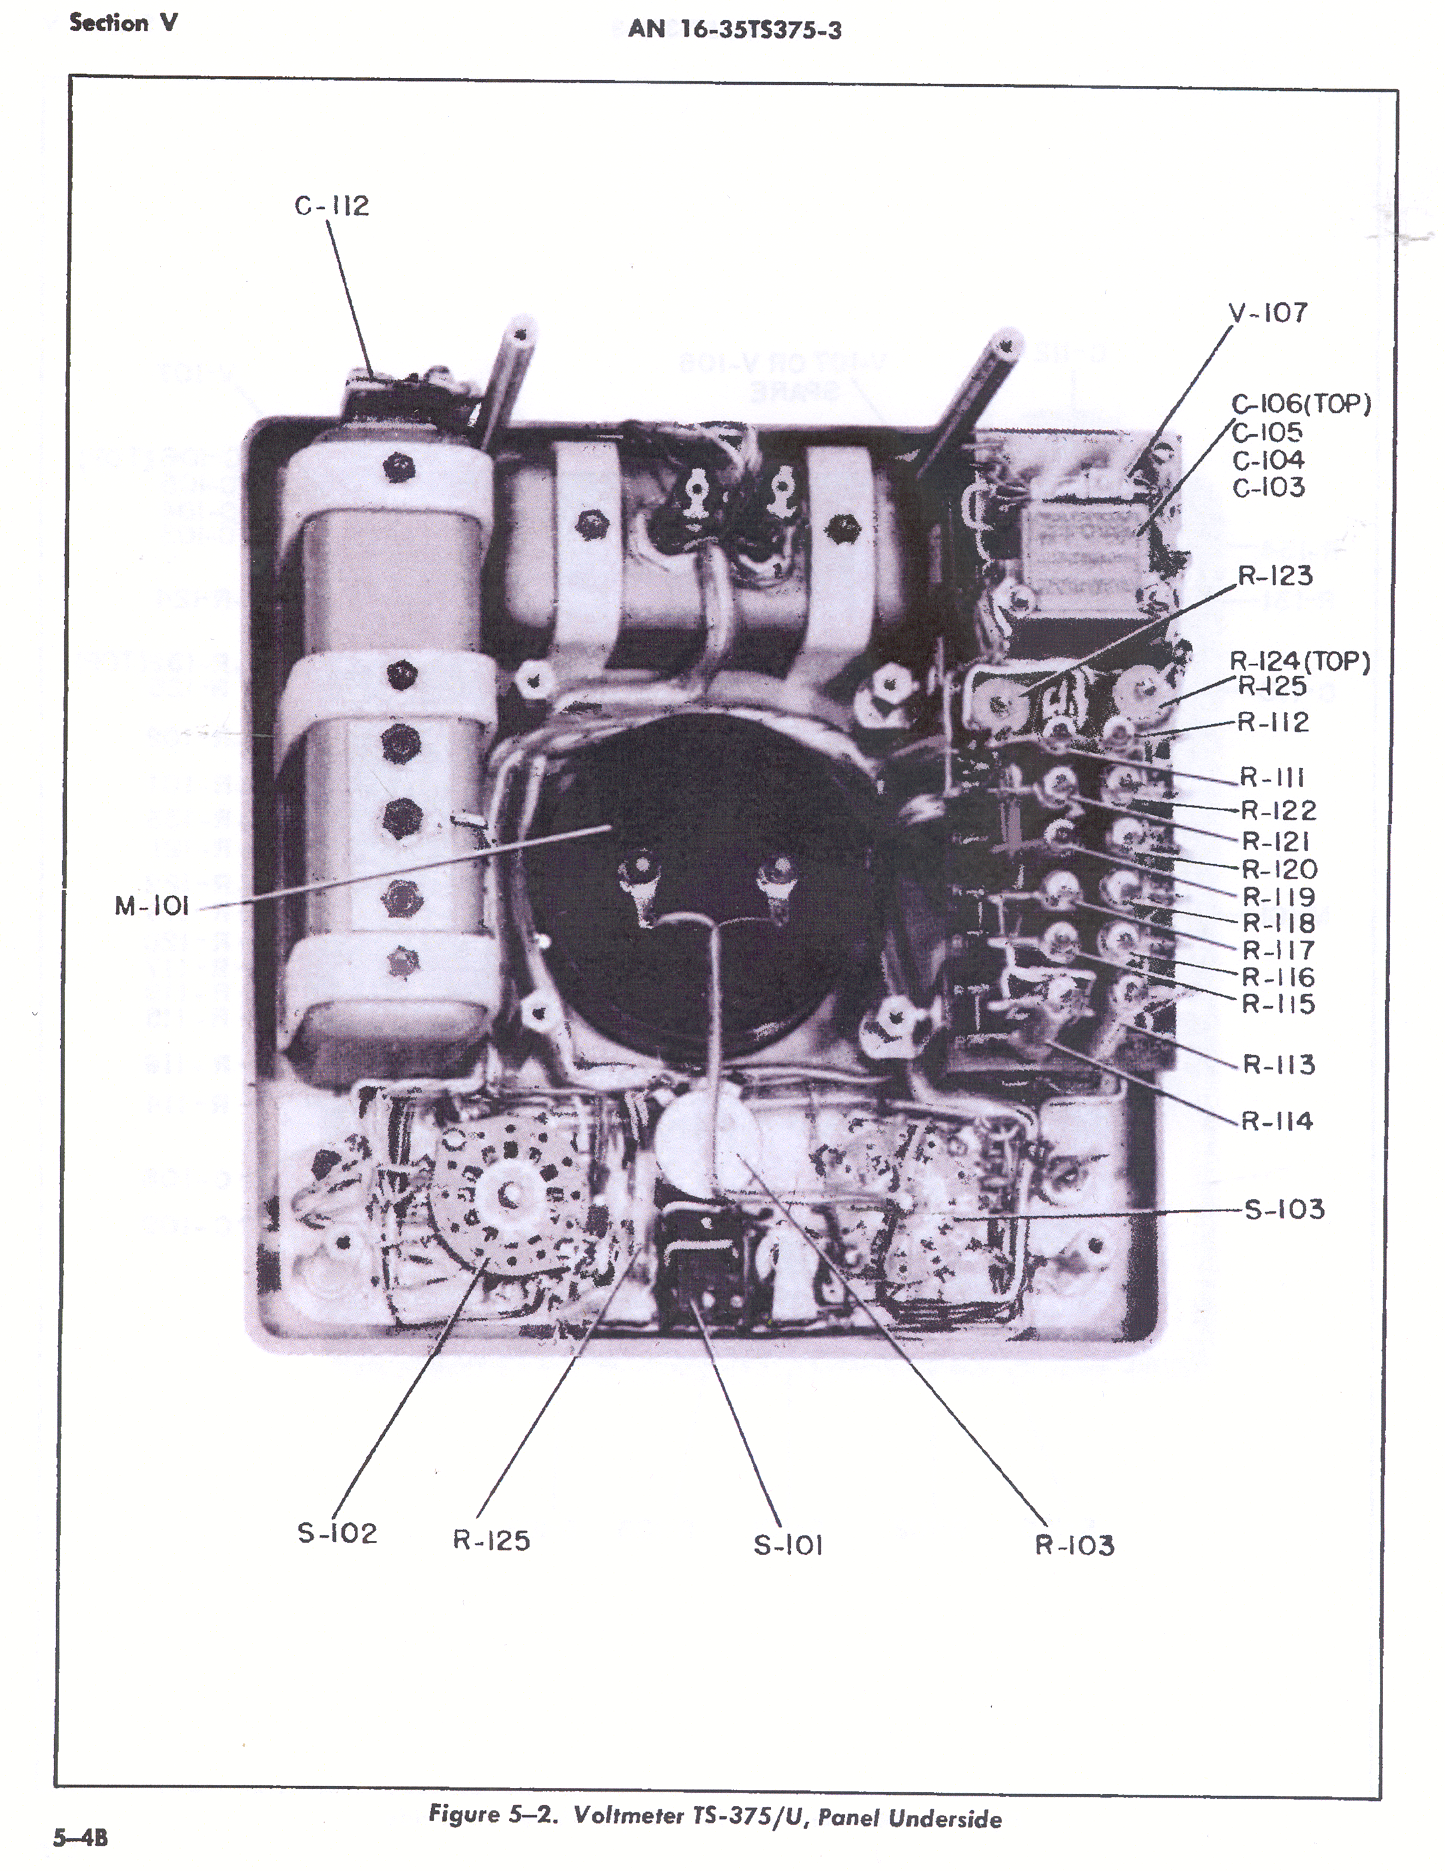 Section V
AN 16-35TS375-3
C-112
V-107
C-106(TOP)
C-105
C-104
C-103
R-123
R-124(TOP)
R-125
R-112
R-111
R-122
R-121
R-120
R-119
R-118
R-117
R-116
R-115
R-113
R-114
S-103
M-101
S-102
R-125
S-101
R-103
Figure 5-2. Voltmeter TS-375/U, Panel Underside
5-4B